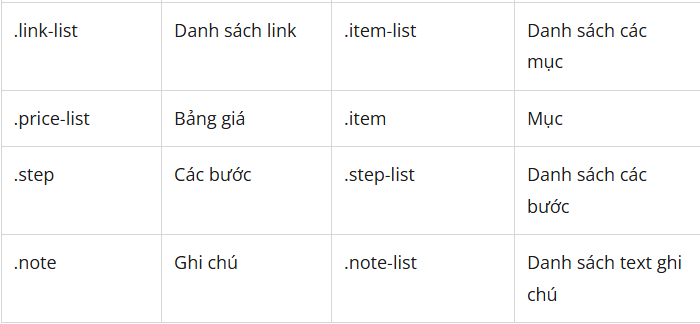 .link-list Danh sách link .item-list Danh sách các
mục
.price-list Bảng giá .item Mục
.step Các bước .step-list Danh sách các
bước
.note Ghi chú .note-list Danh sách text ghi
chú